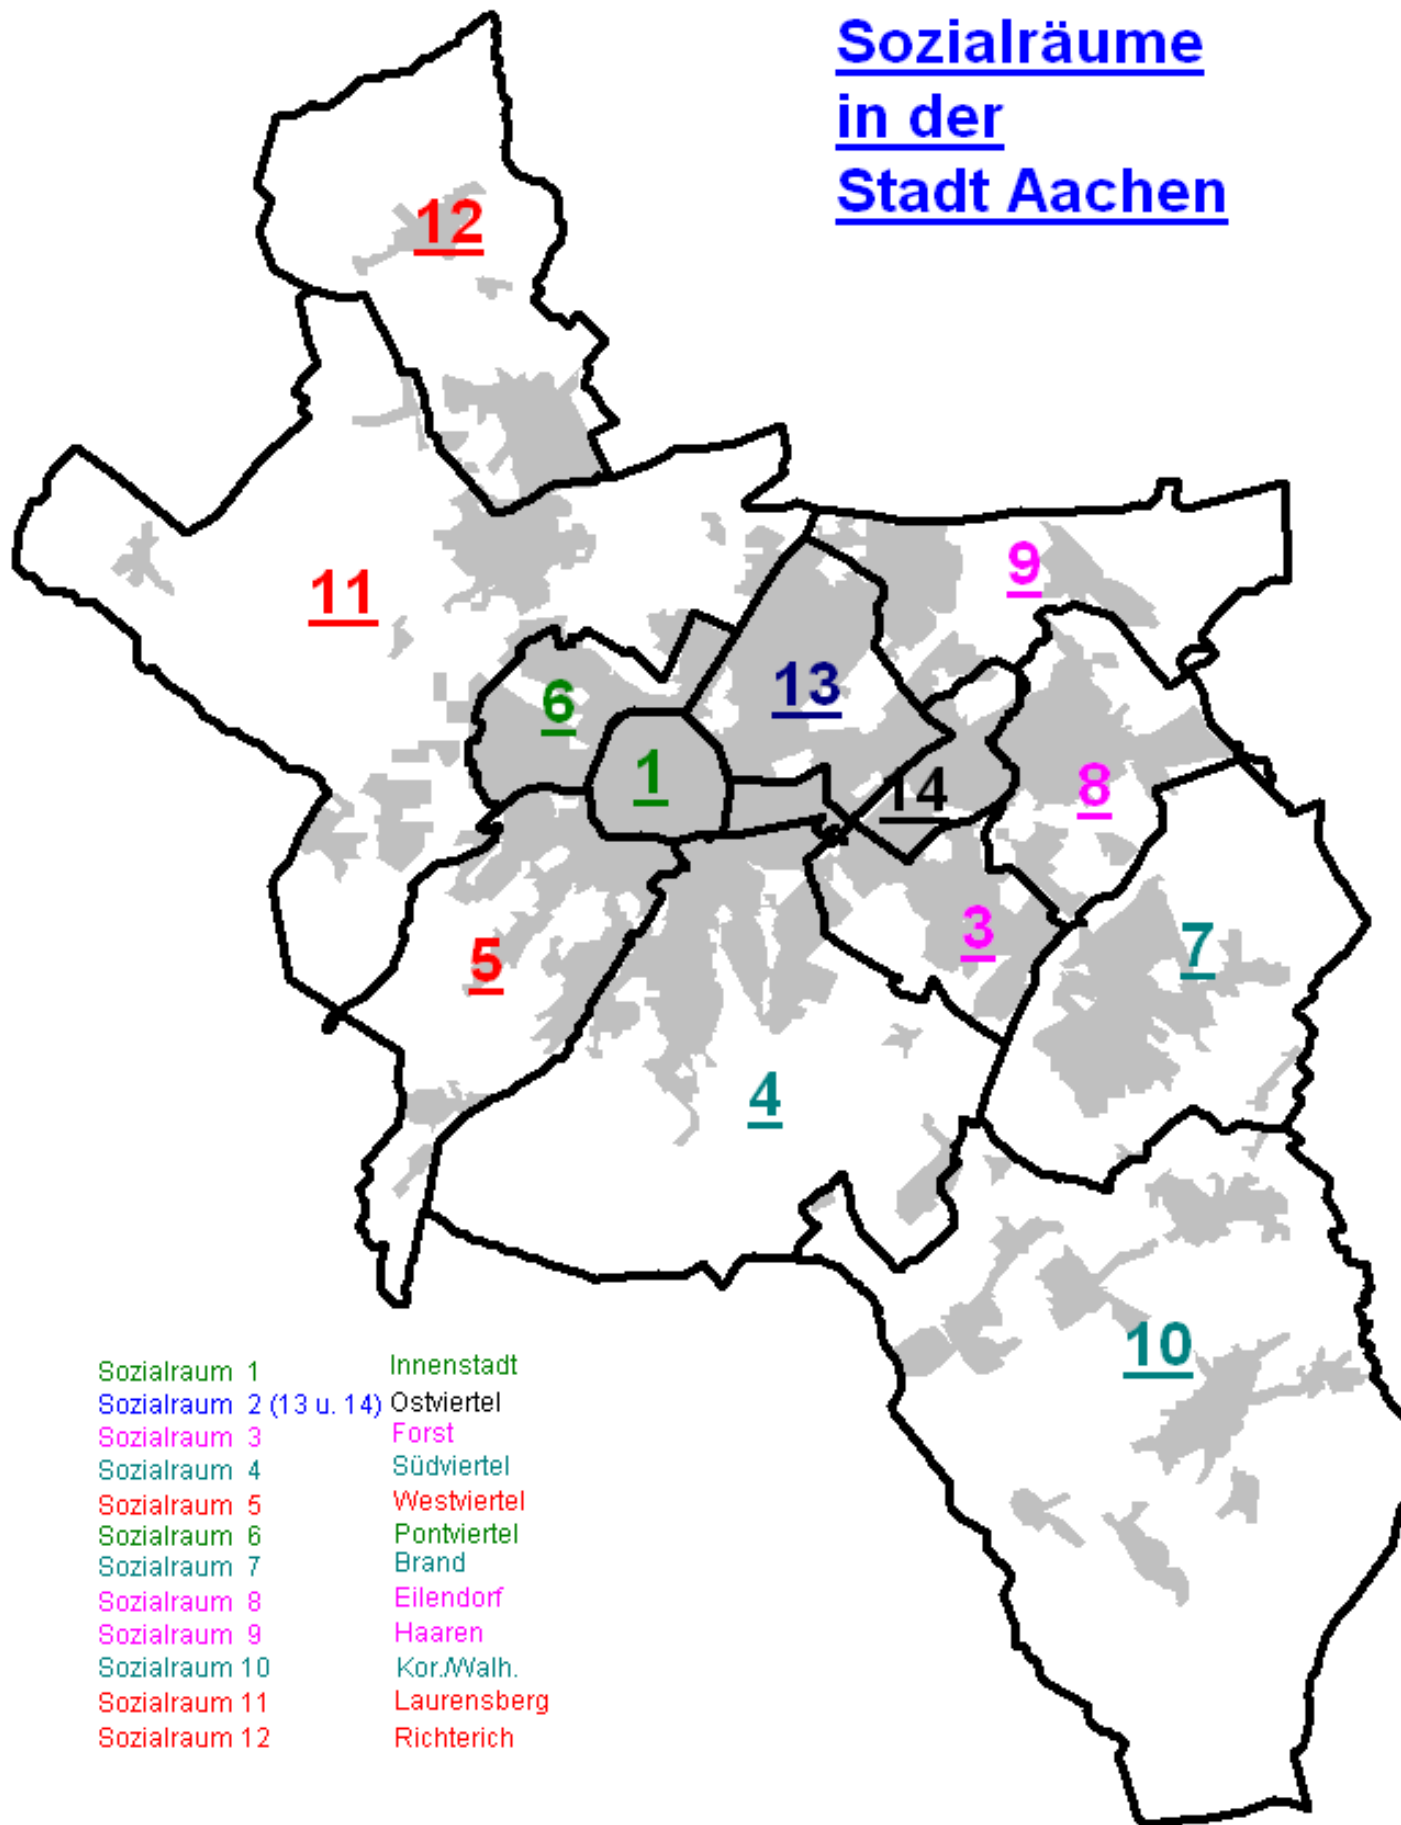 Sozialräume
in der
Stadt Aachen
12
9
11
13
6
1
14
8
3
7
5
4
10
Sozialraum 1 Innenstadt
Sozialraum 2 (13 u. 14) Ostviertel
Sozialraum 3 Forst
Sozialraum 4 Südviertel
Sozialraum 5 Westviertel
Sozialraum 6 Pontviertel
Sozialraum 7 Brand
Sozialraum 8 Eilendorf
Sozialraum 9 Haaren
Sozialraum 10 Kor./Walh.
Sozialraum 11 Laurensberg
Sozialraum 12 Richterich